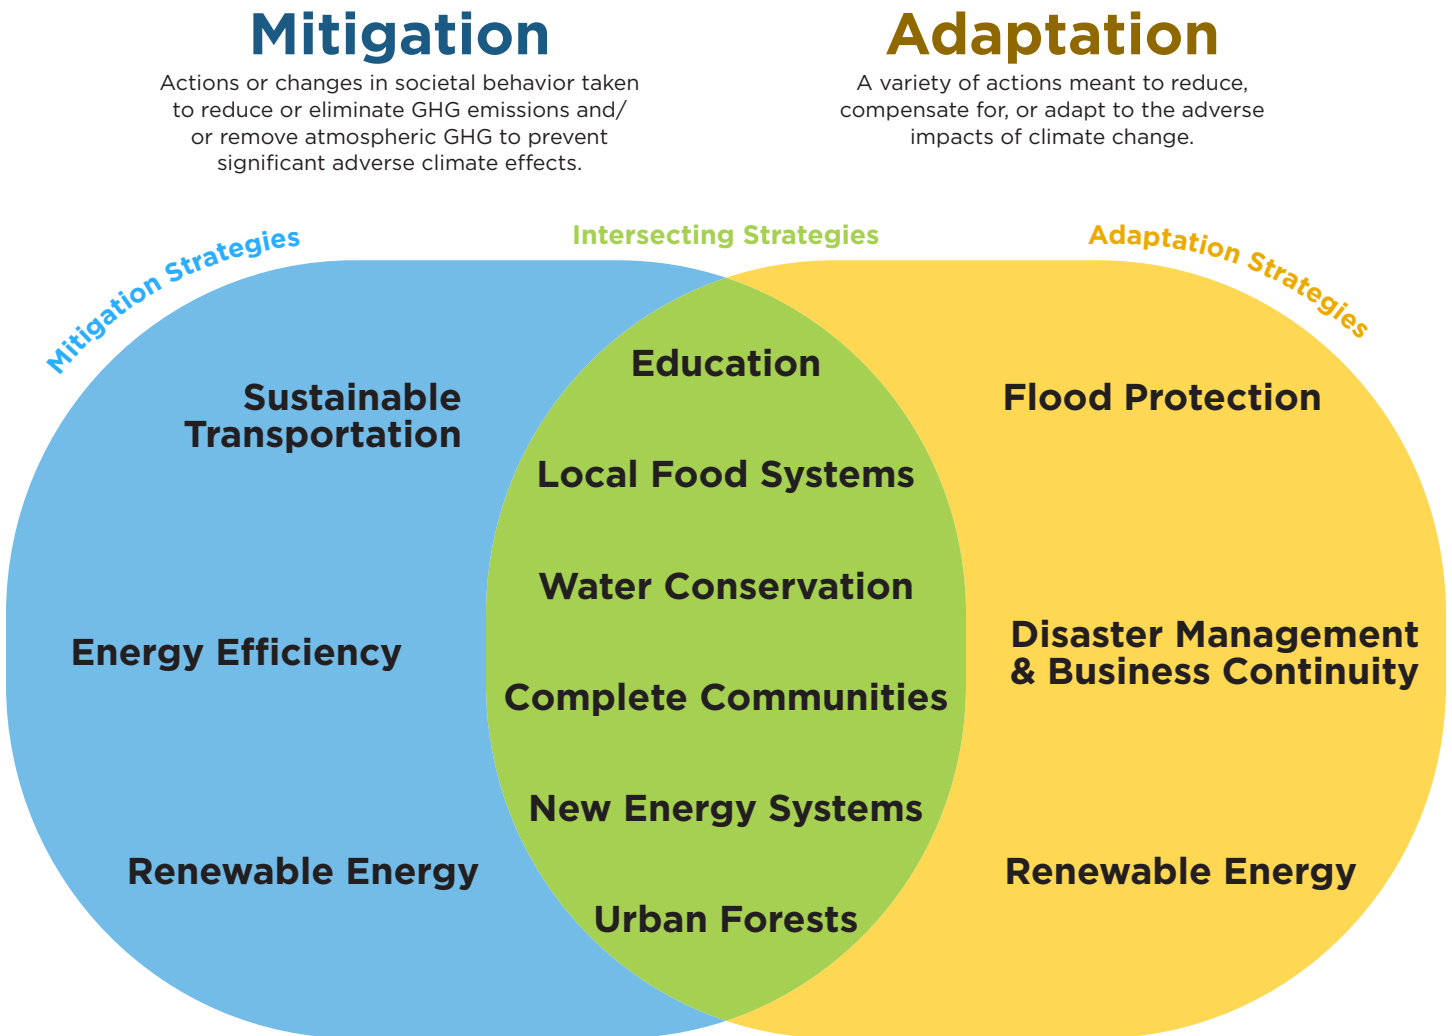 Mitigation
Actions or changes in societal behavior taken
to reduce or eliminate GHG emissions and/
or remove atmospheric GHG to prevent
significant adverse climate effects.
Adaptation
A variety of actions meant to reduce,
compensate for, or adapt to the adverse
impacts of climate change.
Mitigation Strategies
Intersecting Strategies
Adaptation Strategies
Sustainable
Transportation
Energy Efficiency
Renewable Energy
Education
Local Food Systems
Water Conservation
Complete Communities
New Energy Systems
Urban Forests
Flood Protection
Disaster Management
& Business Continuity
Renewable Energy